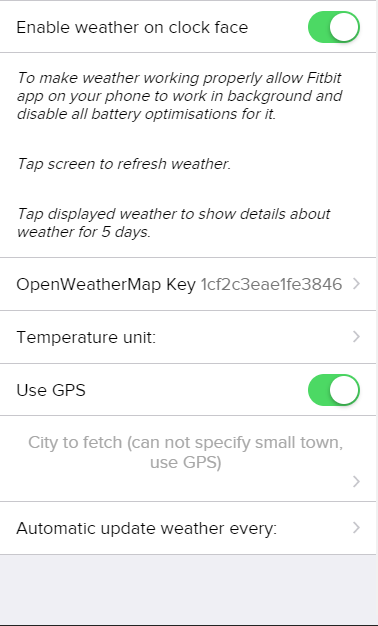 Enable weather on clock face
To make weather working properly allow Fitbit
app on your phone to work in background and
disable all battery optimisations for it.
Tap screen to refresh weather.
Tap displayed weather to show details about
weather for 5 days.
OpenWeatherMap Key 1cf2c3eae1fe3846
Temperature unit:
Use GPS
City to fetch (can not specify small town,
use GPS)
Automatic update weather every: